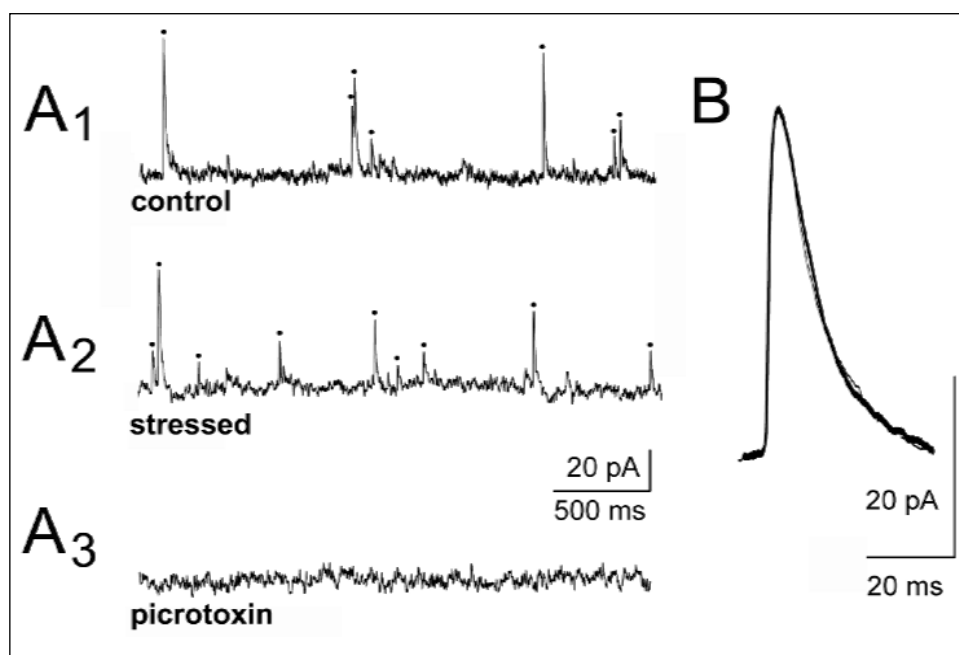 A1
control
A2
stressed
20 pA
500 ms
A3
picrotoxin
B
20 pA
20 ms